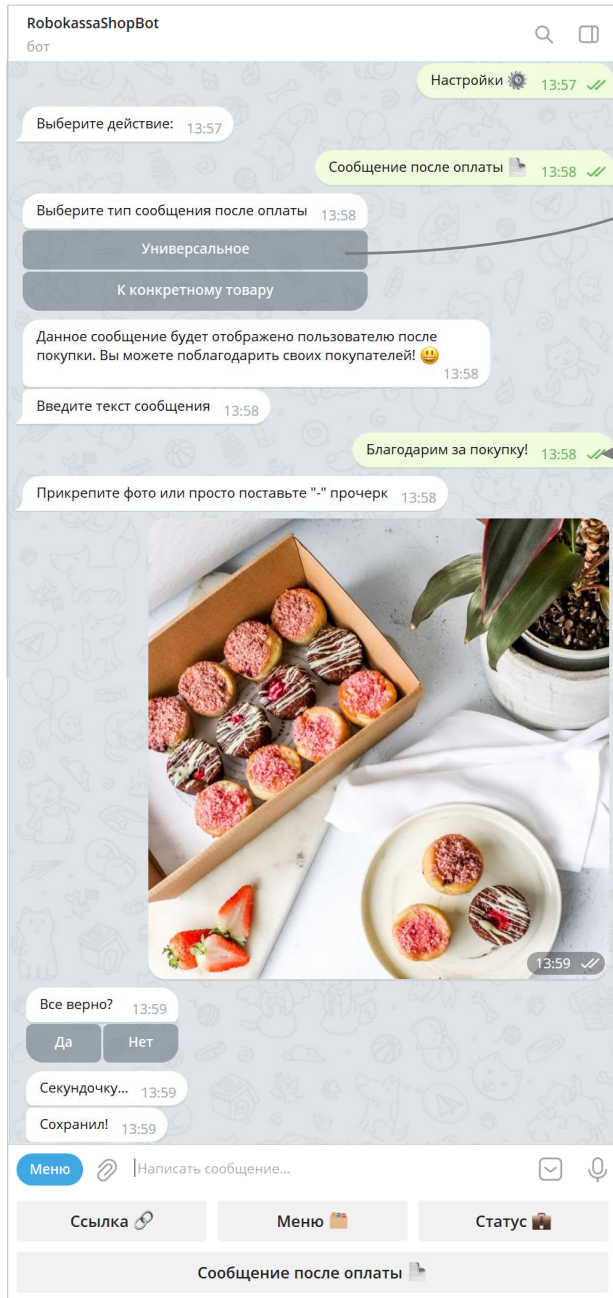 RobokassaShopBot
бот
Настройки ⚙️ 13:57
Выберите действие: 13:57
Сообщение после оплаты 13:58
Выберите тип сообщения после оплаты 13:58
Универсальное
К конкретному товару
Данное сообщение будет отображено пользователю после
покупки. Вы можете поблагодарить своих покупателей! 😃
13:58
Введите текст сообщения 13:58
Благодарим за покупку! 13:58
Прикрепите фото или просто поставьте "-" прочерк 13:58
13:59
Все верно? 13:59
Да Нет
Секундочку... 13:59
Сохранил! 13:59
Меню Написать сообщение...
Ссылка 🔗 Меню 🗂️ Статус 💼
Сообщение после оплаты